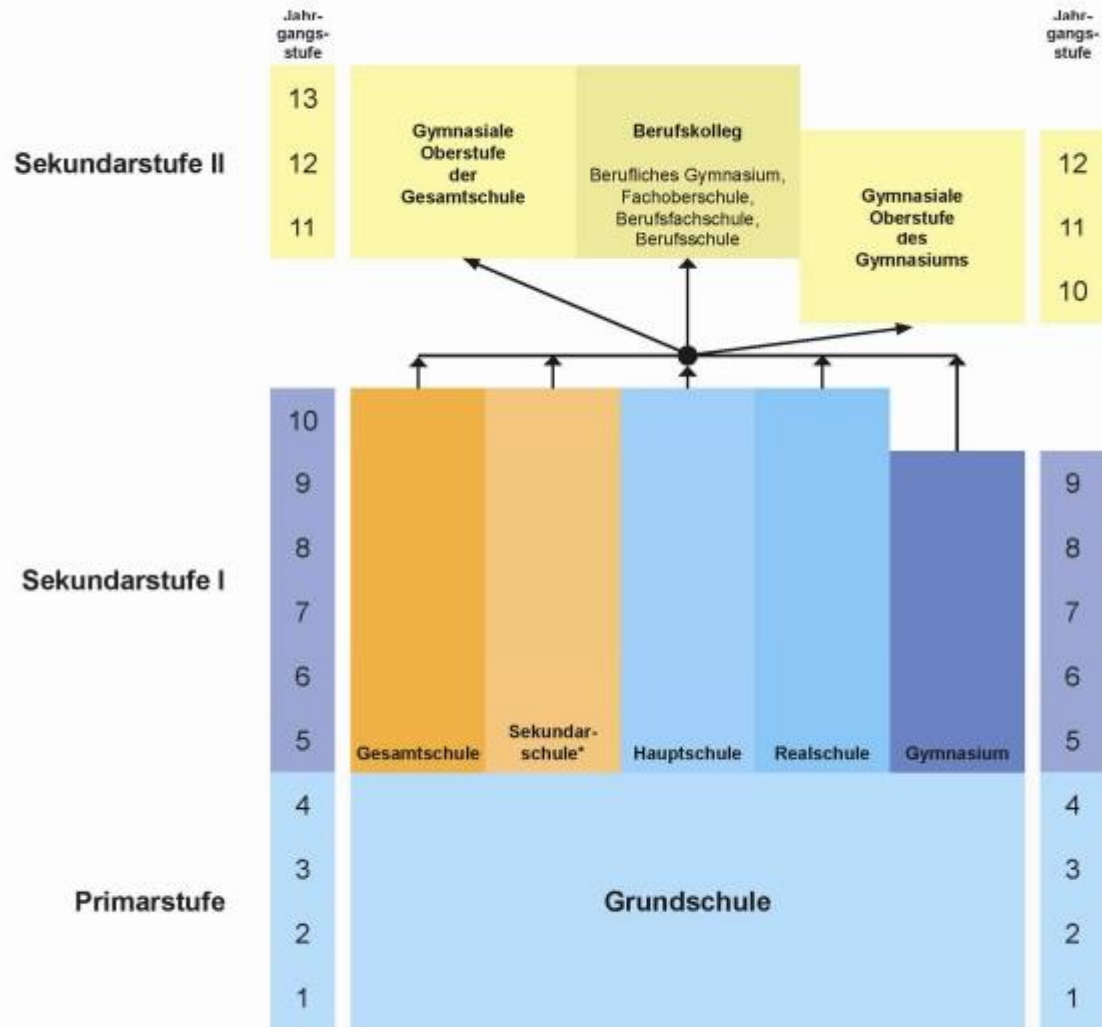 Jahr-
gangs-
stufe
Jahr-
gangs-
stufe
Sekundarstufe II
13
12
11
Gymnasiale
Oberstufe
der
Gesamtschule
Berufskolleg
Berufliches Gymnasium,
Fachoberschule,
Berufsfachschule,
Berufsschule
Gymnasiale
Oberstufe
des
Gymnasiums
12
11
10
Sekundarstufe I
10
9
8
7
6
5
Gesamtschule
Sekundar-
schule*
Hauptschule
Realschule
Gymnasium
9
8
7
6
5
Primarstufe
4
3
2
1
Grundschule
4
3
2
1